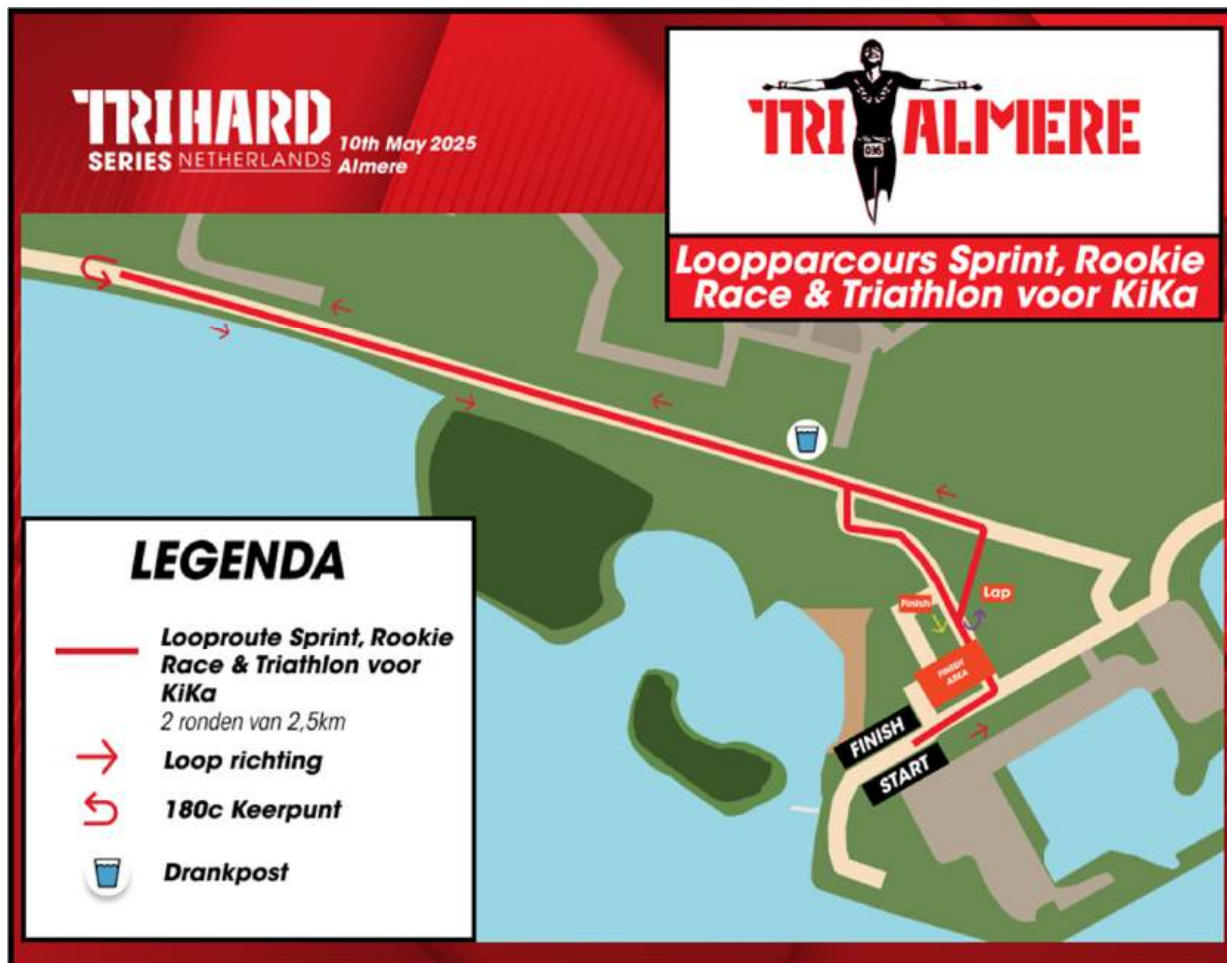 TRIHARD
SERIES NETHERLANDS
10th May 2025
Almere
TRI ALMERE
036
Loopparcours Sprint, Rookie
Race & Triathlon voor KiKa
Finish
Lap
FINISH
AREA
FINISH
START
LEGENDA
Looproute Sprint, Rookie
Race & Triathlon voor
KiKa
2 ronden van 2,5km
Loop richting
180c Keerpunt
Drankpost